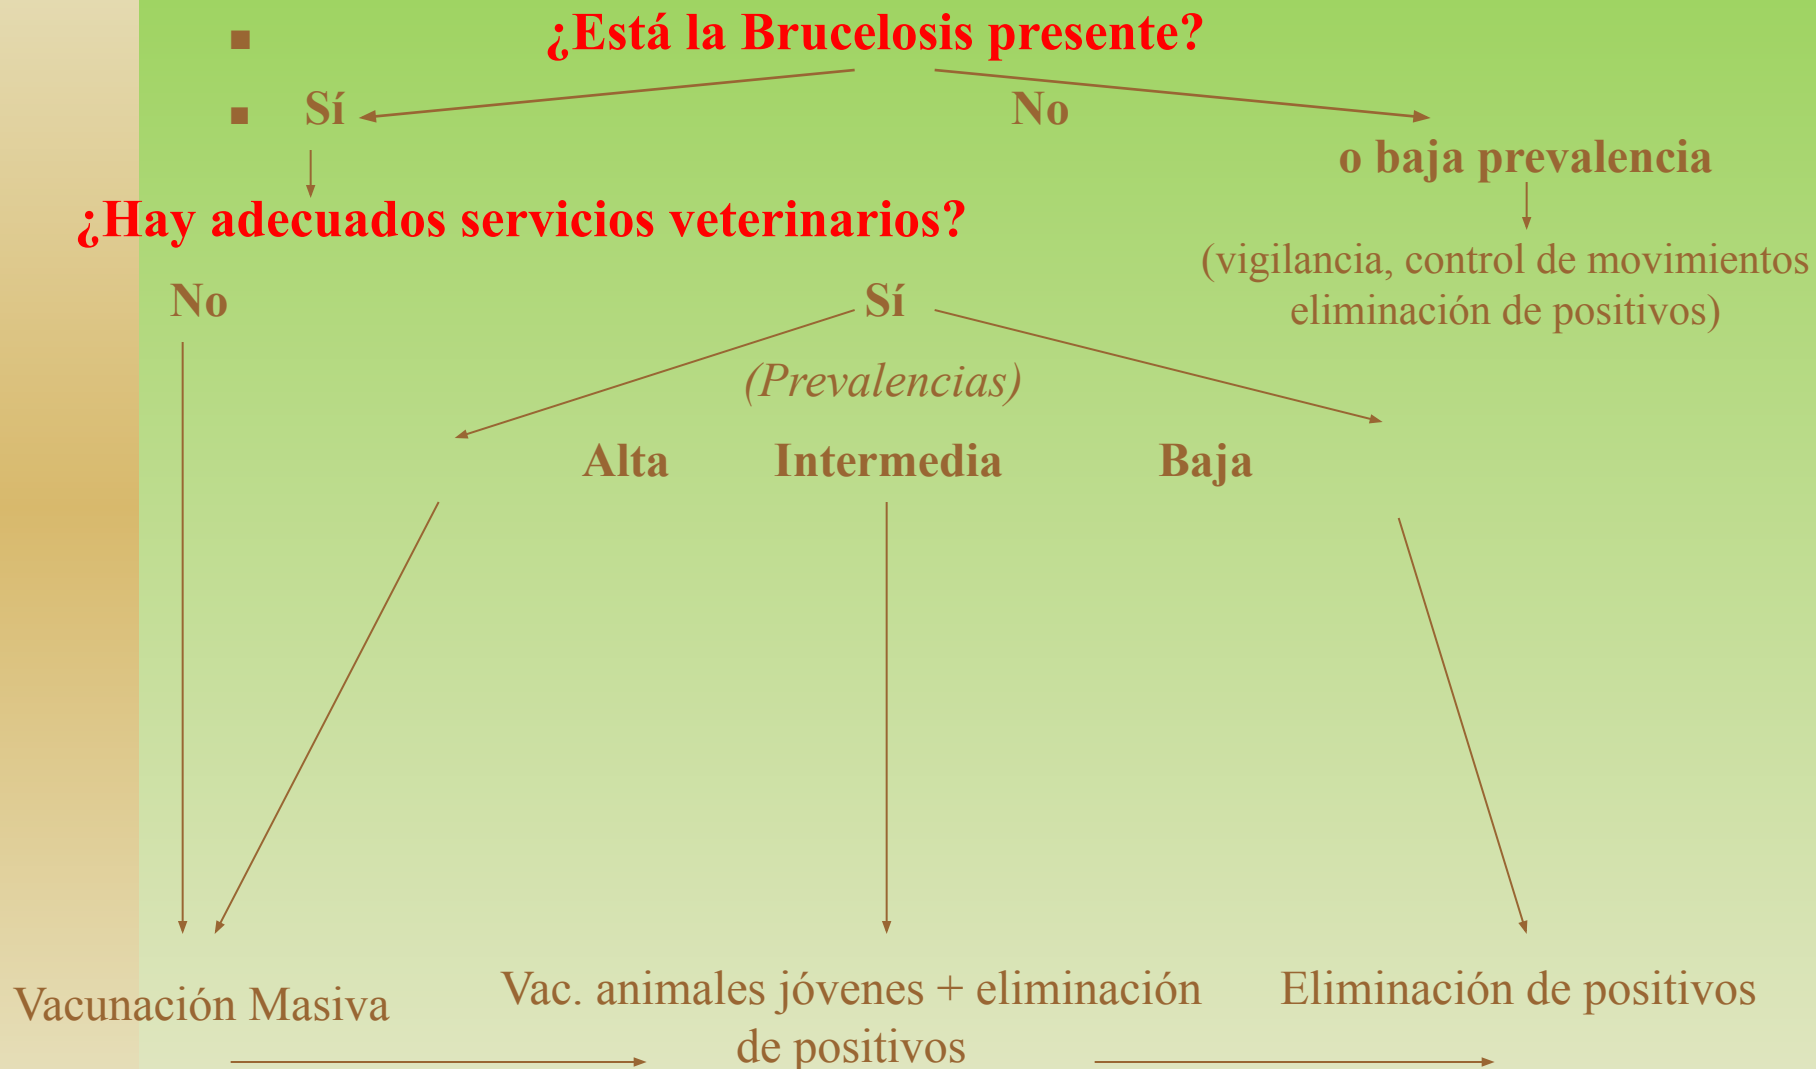 ¿Está la Brucelosis presente?
Sí No
o baja prevalencia
¿Hay adecuados servicios veterinarios?
(vigilancia, control de movimientos
eliminación de positivos)
No Sí
(Prevalencias)
Alta Intermedia Baja
Vacunación Masiva
Vac. animales jóvenes + eliminación
de positivos
Eliminación de positivos